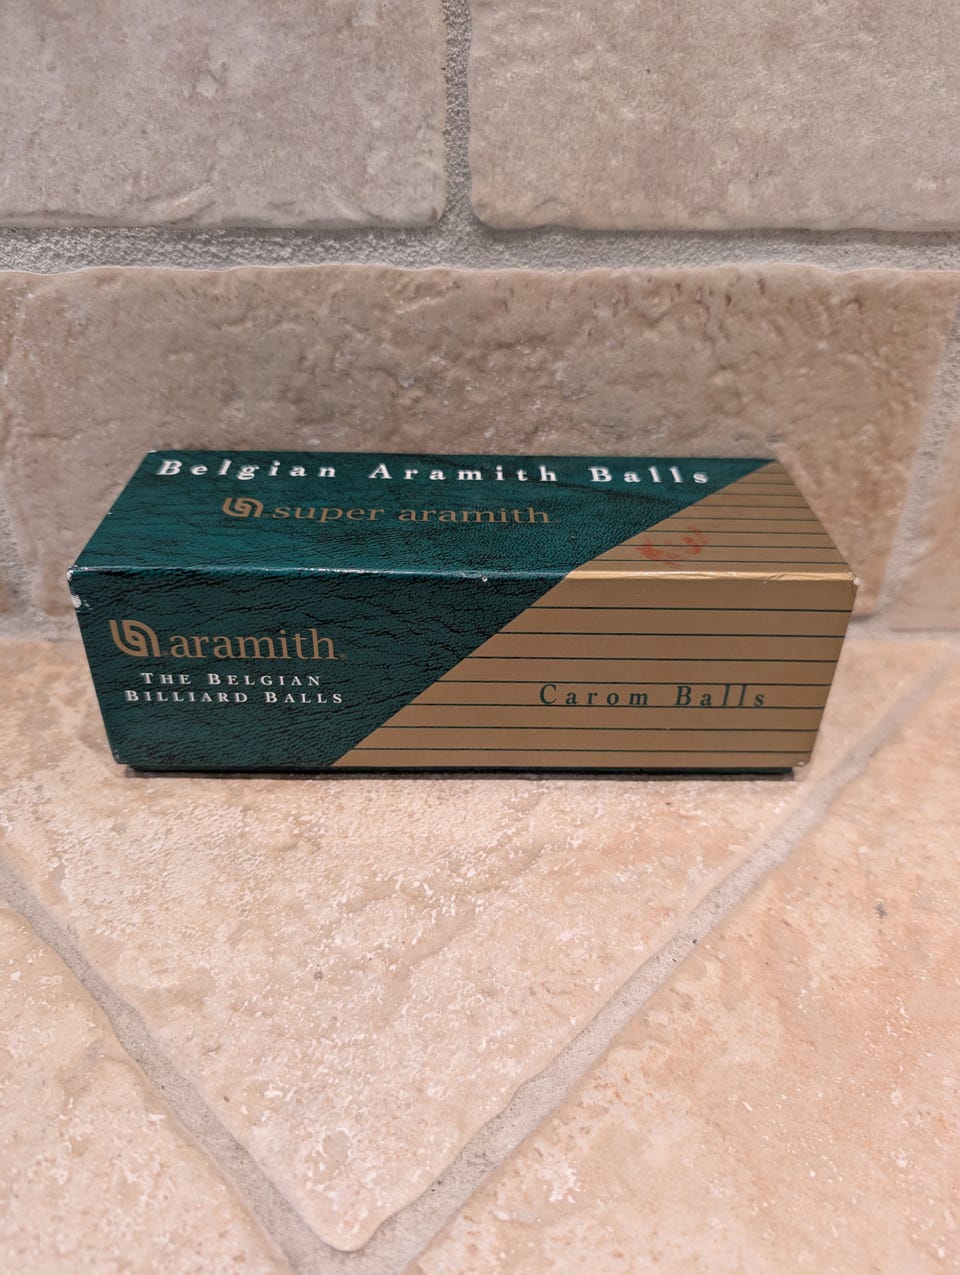 Belgian Aramith Balls
super aramith
aramith®
THE BELGIAN
BILLIARD BALLS
Carom Balls